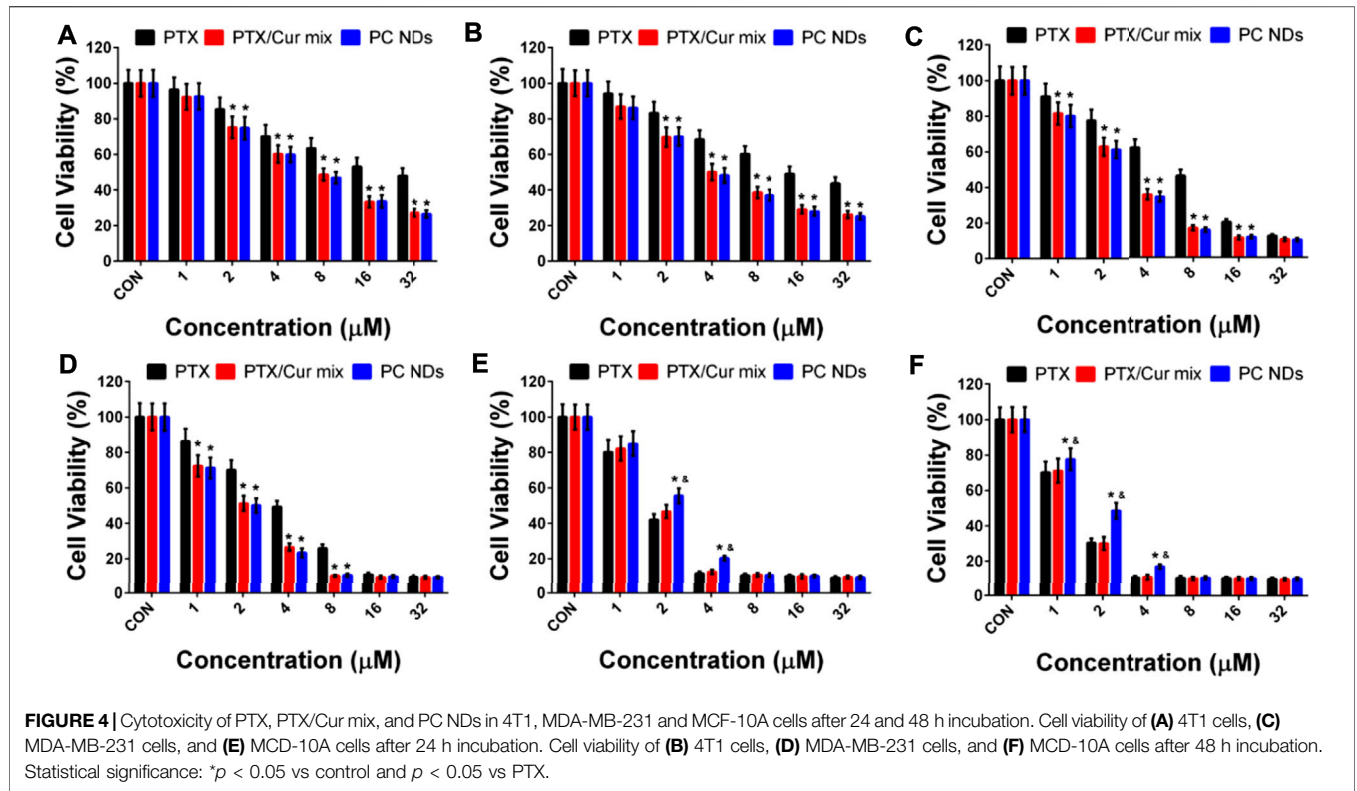 A
PTX PTX/Cur mix PC NDs
Cell Viability (%)
120
100
80
60
40
20
0
* *
* *
* *
* *
* *
CON 1 2 4 8 16 32
Concentration (μM)
B
PTX PTX/Cur mix PC NDs
Cell Viability (%)
120
100
80
60
40
20
0
* *
* *
* *
* *
* *
CON 1 2 4 8 16 32
Concentration (μM)
C
PTX PTX/Cur mix PC NDs
Cell Viability (%)
120
100
80
60
40
20
0
* *
* *
* *
* *
* *
CON 1 2 4 8 16 32
Concentration (μM)
D
PTX PTX/Cur mix PC NDs
Cell Viability (%)
120
100
80
60
40
20
0
* *
* *
* *
* *
CON 1 2 4 8 16 32
Concentration (μM)
E
PTX PTX/Cur mix PC NDs
Cell Viability (%)
120
100
80
60
40
20
0
* &
* &
CON 1 2 4 8 16 32
Concentration (μM)
F
PTX PTX/Cur mix PC NDs
Cell Viability (%)
120
100
80
60
40
20
0
* &
* &
* &
CON 1 2 4 8 16 32
Concentration (μM)
FIGURE 4 | Cytotoxicity of PTX, PTX/Cur mix, and PC NDs in 4T1, MDA-MB-231 and MCF-10A cells after 24 and 48 h incubation. Cell viability of (A) 4T1 cells, (C)
MDA-MB-231 cells, and (E) MCD-10A cells after 24 h incubation. Cell viability of (B) 4T1 cells, (D) MDA-MB-231 cells, and (F) MCD-10A cells after 48 h incubation.
Statistical significance: *p < 0.05 vs control and p < 0.05 vs PTX.